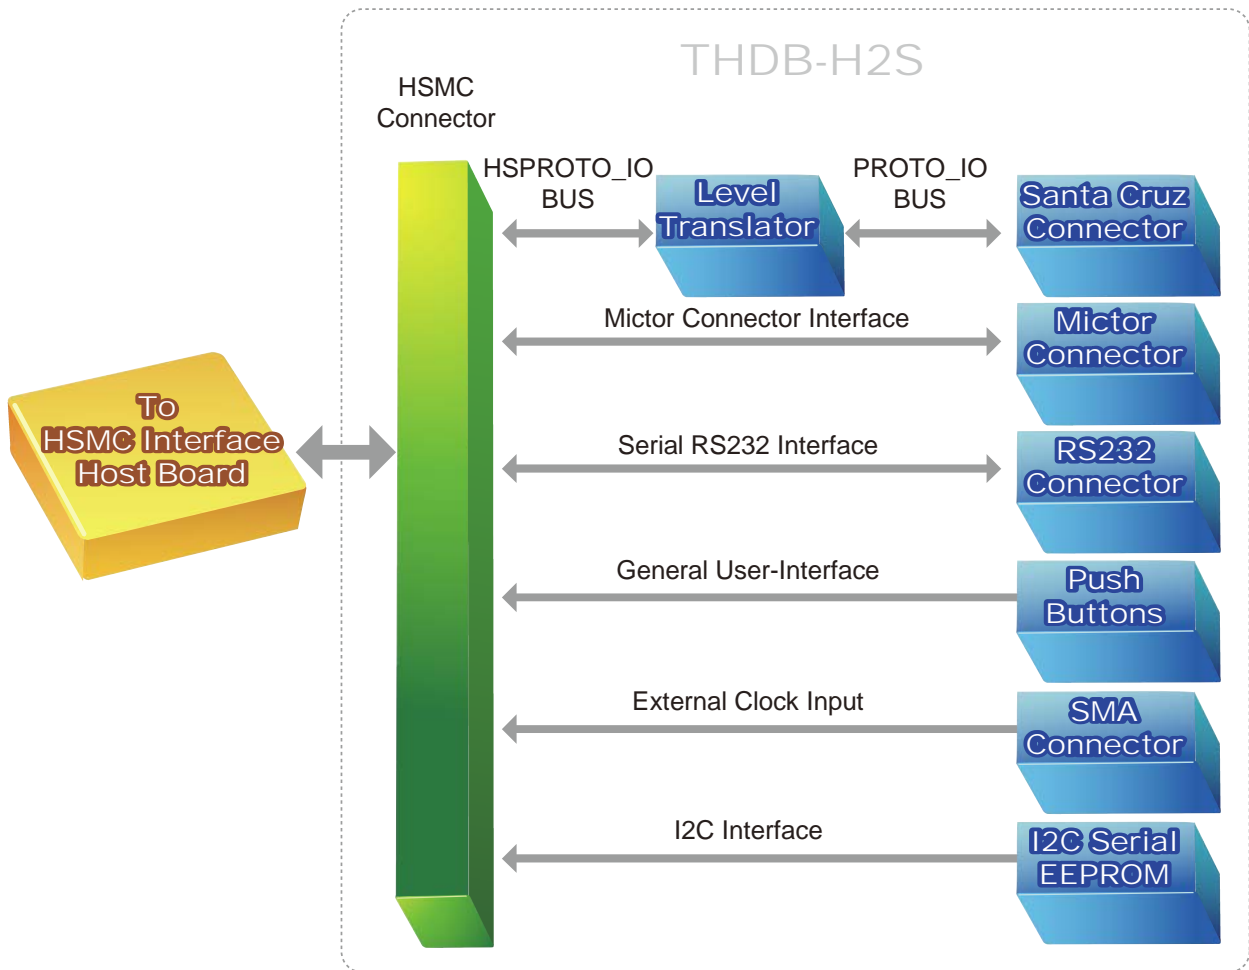 THDB-H2S
HSMC
Connector
HSPROTO_IO
BUS
Level
Translator
PROTO_IO
BUS
Santa Cruz
Connector
Mictor Connector Interface
Mictor
Connector
To
HSMC Interface
Host Board
Serial RS232 Interface
RS232
Connector
General User-Interface
Push
Buttons
External Clock Input
SMA
Connector
I2C Interface
I2C Serial
EEPROM